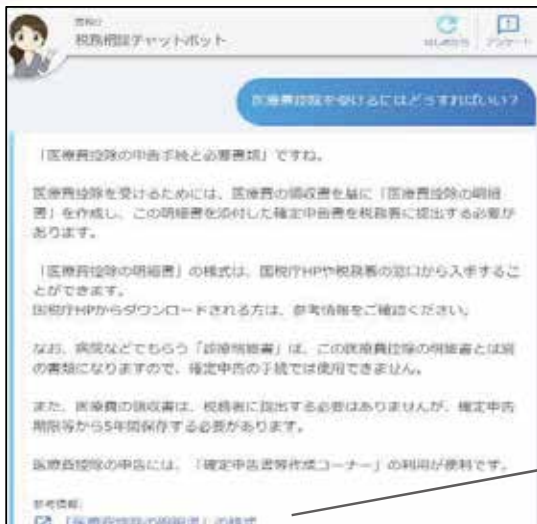 国税庁
税務相談チャットボット
はじめから アンケート
医療費控除を受けるにはどうすればいい？
「医療費控除の申告手続と必要書類」ですね。
医療費控除を受けるためには、医療費の領収書を基に「医療費控除の明細
書」を作成し、この明細書を添付した確定申告書を税務署に提出する必要が
あります。
「医療費控除の明細書」の様式は、国税庁HPや税務署の窓口から入手するこ
とができます。
国税庁HPからダウンロードされる方は、参考情報をご確認ください。
なお、病院などでもらう「診療明細書」は、この医療費控除の明細書とは別
の書類になりますので、確定申告の手続では使用できません。
また、医療費の領収書は、税務署に提出する必要はありませんが、確定申告
期限等から5年間保存する必要があります。
医療費控除の申告には、「確定申告書等作成コーナー」の利用が便利です。
参考情報:
「医療費控除の明細書」の様式